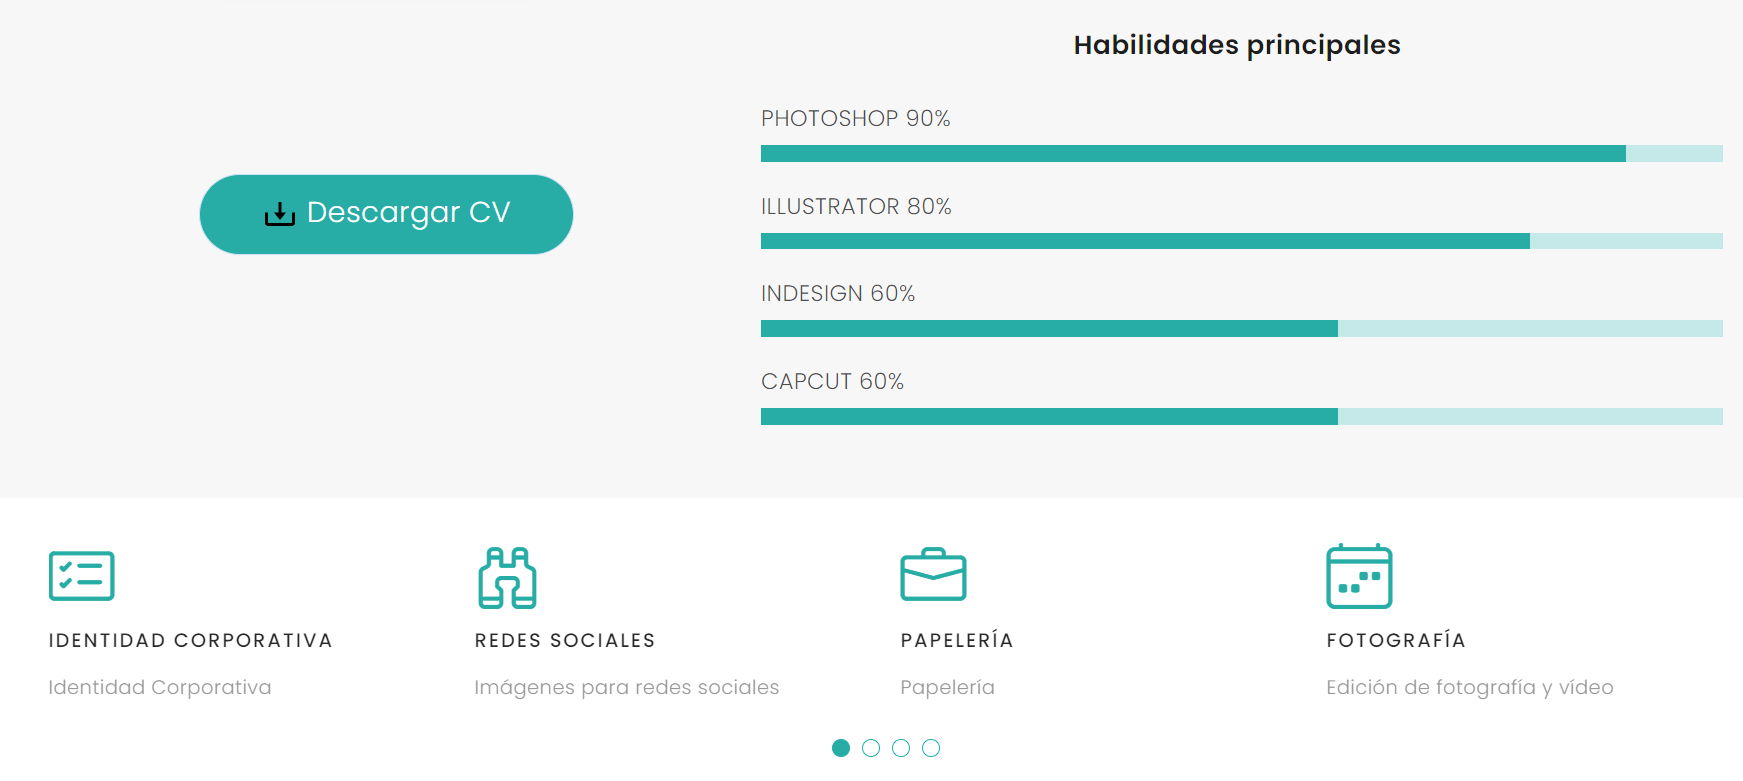 Habilidades principales
PHOTOSHOP 90%
ILLUSTRATOR 80%
INDESIGN 60%
CAPCUT 60%
Descargar CV
IDENTIDAD CORPORATIVA
Identidad Corporativa
REDES SOCIALES
Imágenes para redes sociales
PAPELERÍA
Papelería
FOTOGRAFÍA
Edición de fotografía y vídeo